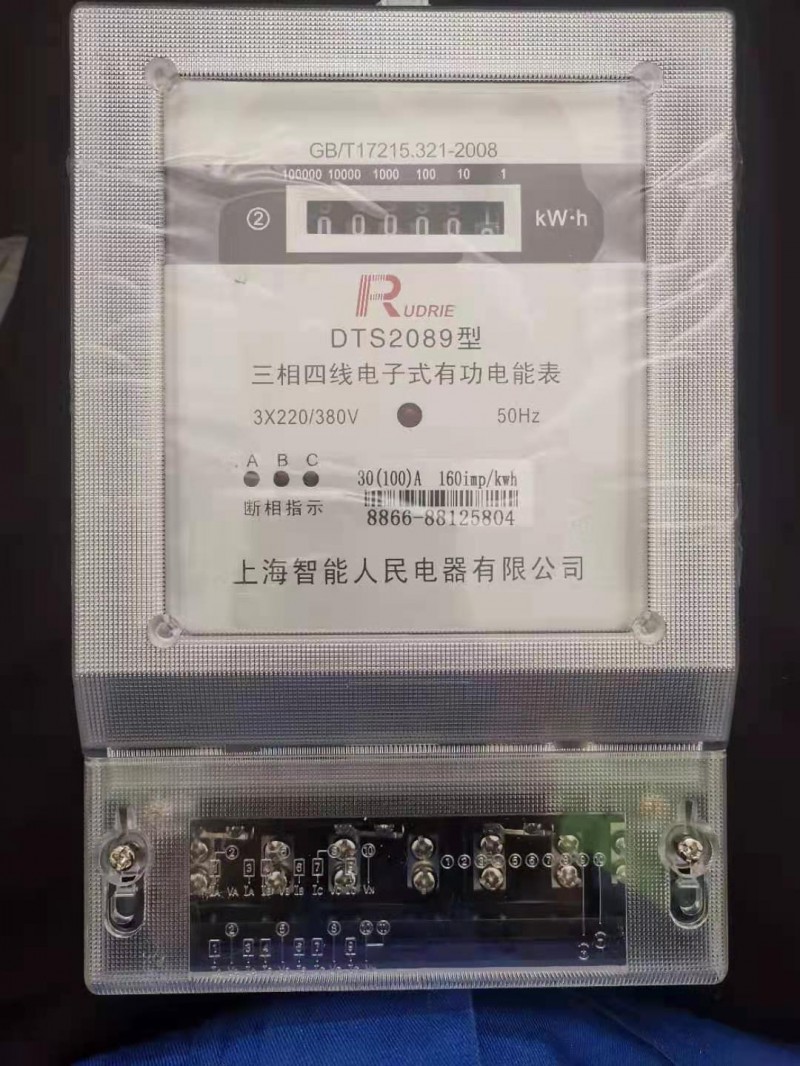 GB/T17215.321-2008
100000 10000 1000 100 10 1
② 00000 kW·h
RUDRIE
DTS2089型
三相四线电子式有功电能表
3X220/380V 50Hz
A B C
断相指示
30(100)A 160imp/kwh
8866-88125804
上海智能人民电器有限公司